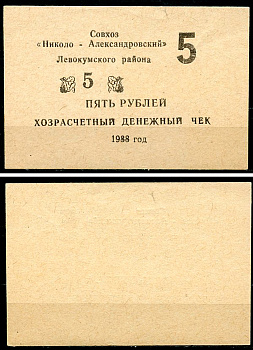 Совхоз
«Николо - Александровский»
Левокумского района
5
5
ПЯТЬ РУБЛЕЙ
ХОЗРАСЧЕТНЫЙ ДЕНЕЖНЫЙ ЧЕК
1988 год